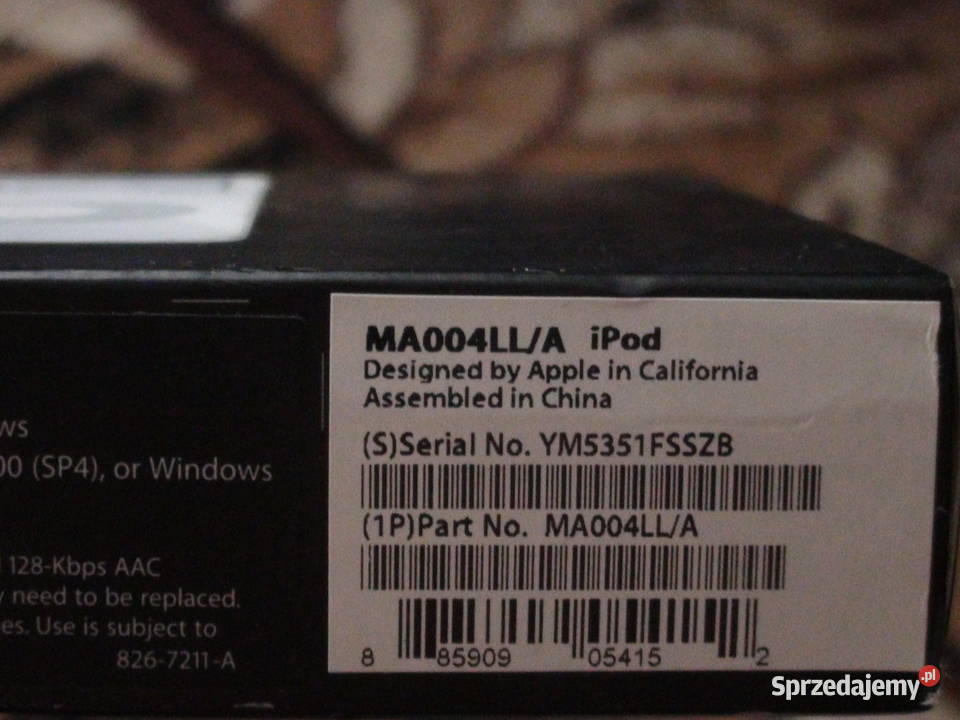 MA004LL/A iPod
Designed by Apple in California
Assembled in China
(S)Serial No. YM5351FSSZB
(1P)Part No. MA004LL/A
8 85909 05415 2
ws
00 (SP4), or Windows
128-Kbps AAC
need to be replaced.
es. Use is subject to
826-7211-A
Sprzedajemy.pl